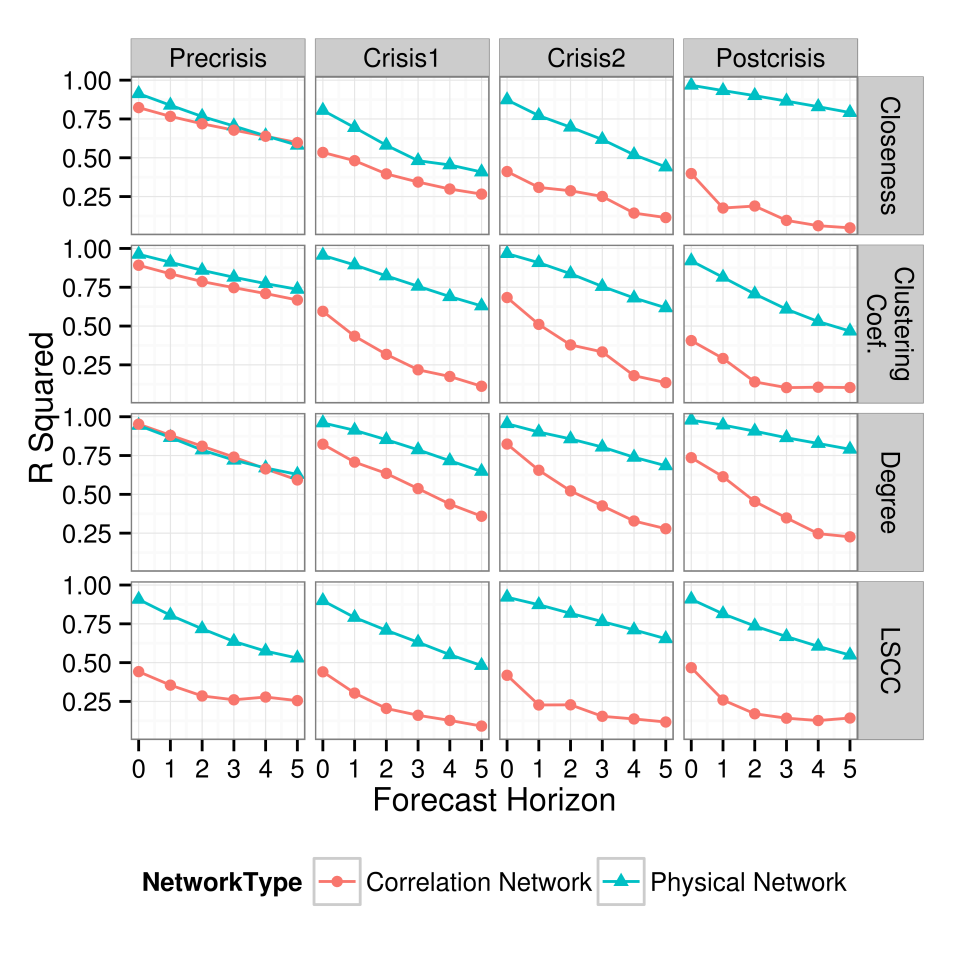 Precrisis Crisis1 Crisis2 Postcrisis
1.00
0.75
0.50
0.25
Closeness
1.00
0.75
0.50
0.25
Clustering
Coef.
1.00
0.75
0.50
0.25
Degree
1.00
0.75
0.50
0.25
LSCC
R Squared
0 1 2 3 4 5 0 1 2 3 4 5 0 1 2 3 4 5 0 1 2 3 4 5
Forecast Horizon
NetworkType Correlation Network Physical Network